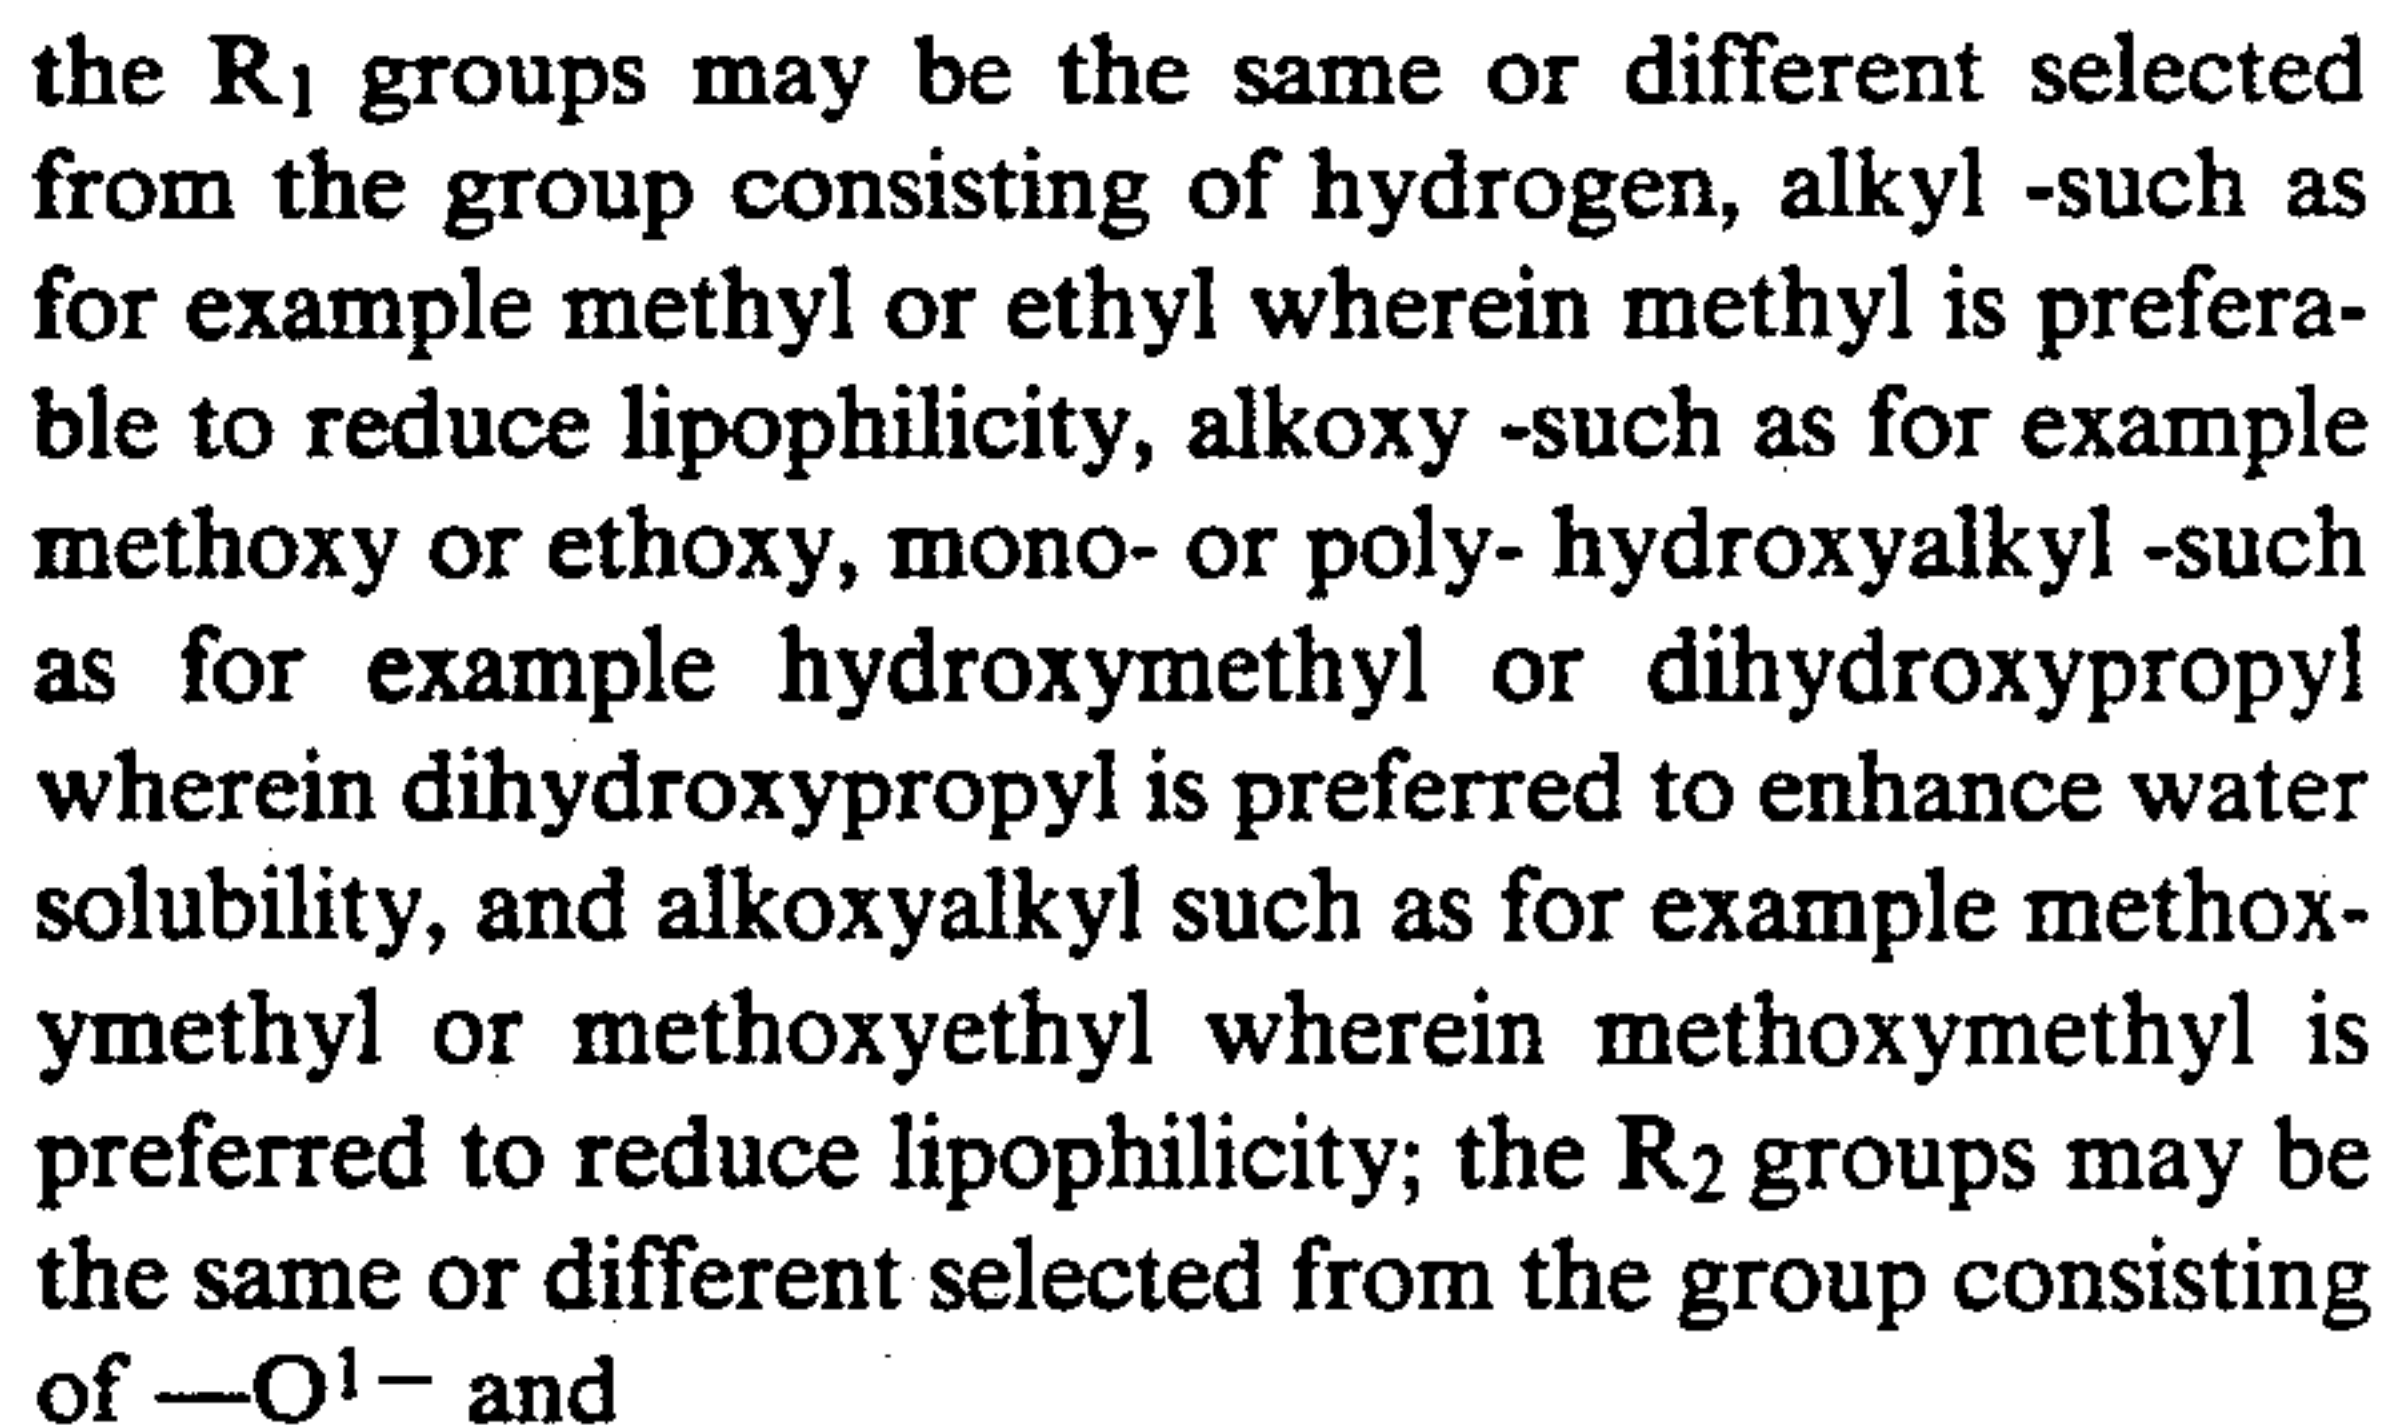 the R₁ groups may be the same or different selected
from the group consisting of hydrogen, alkyl -such as
for example methyl or ethyl wherein methyl is prefera-
ble to reduce lipophilicity, alkoxy -such as for example
methoxy or ethoxy, mono- or poly- hydroxyalkyl -such
as for example hydroxymethyl or dihydroxypropyl
wherein dihydroxypropyl is preferred to enhance water
solubility, and alkoxyalkyl such as for example methox-
ymethyl or methoxyethyl wherein methoxymethyl is
preferred to reduce lipophilicity; the R₂ groups may be
the same or different selected from the group consisting
of —O¹⁻ and